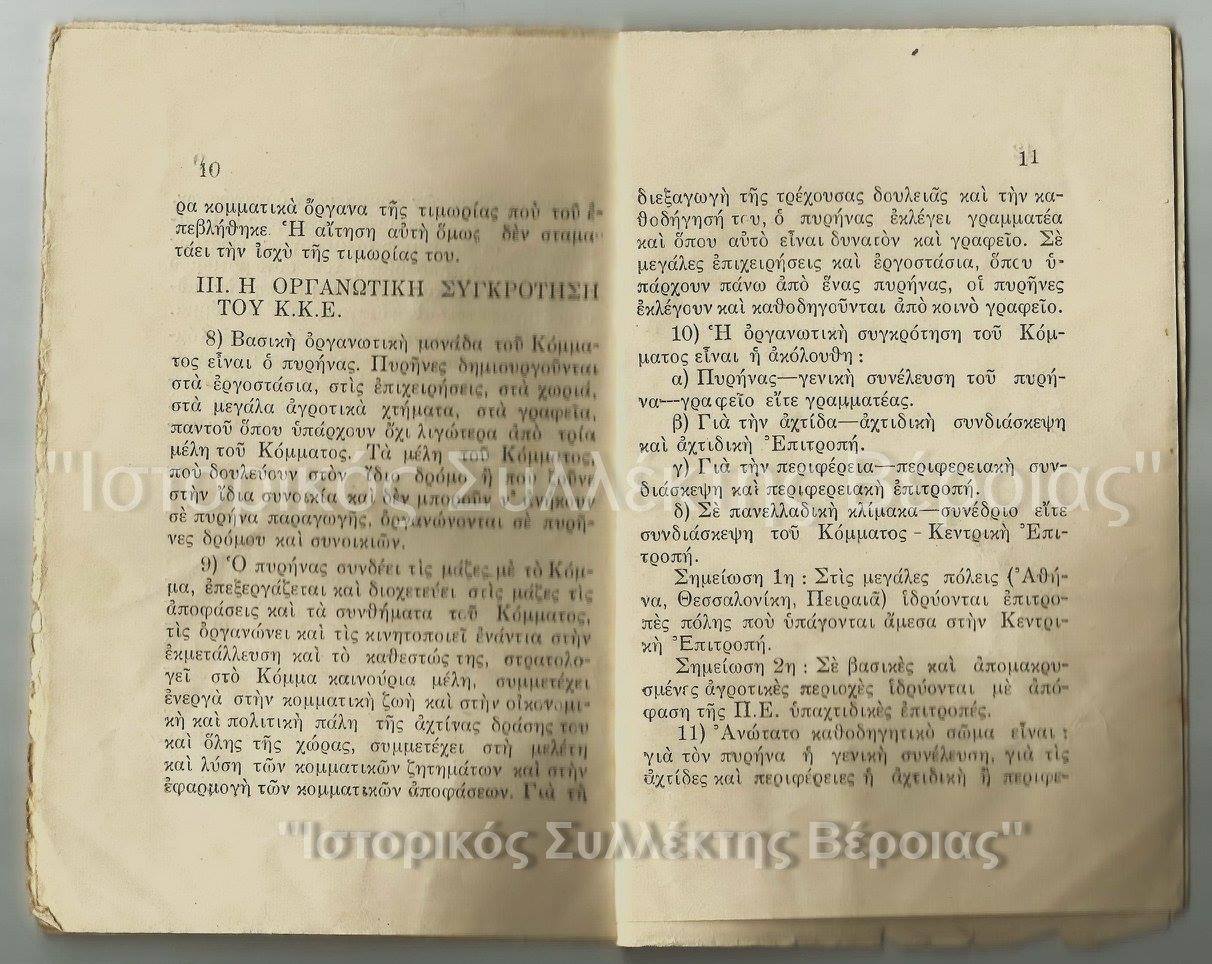 10
ρα κομματικὰ ὄργανα τῆς τιμωρίας ποὺ τοῦ ἐ-
πεβλήθηκε. Ἡ αἴτηση αὐτὴ ὅμως δὲν σταμα-
τάει τὴν ἰσχὺ τῆς τιμωρίας του.
III. Η ΟΡΓΑΝΩΤΙΚΗ ΣΥΓΚΡΟΤΗΣΗ
ΤΟΥ Κ.Κ.Ε.
8) Βασικὴ ὀργανωτικὴ μονάδα τοῦ Κόμμα-
τος εἶναι ὁ πυρήνας. Πυρῆνες δημιουργοῦνται
στὰ ἐργοστάσια, στὶς ἐπιχειρήσεις, στὰ χωριά,
στὰ μεγάλα ἀγροτικὰ χτήματα, στὰ γραφεῖα,
παντοῦ ὅπου ὑπάρχουν ὄχι λιγώτερα ἀπὸ τρία
μέλη τοῦ Κόμματος. Τὰ μέλη τοῦ Κόμματος,
ποὺ δουλεύουν στὸν ἴδιο δρόμο ἢ ποὺ ζοῦν
στὴν ἴδια συνοικία καὶ δὲν μποροῦν ν' ἀνήκουν
σὲ πυρήνα παραγωγῆς, ὀργανώνονται σὲ πυρῆ-
νες δρόμου καὶ συνοικιῶν.
9) Ὁ πυρήνας συνδέει τὶς μάζες μὲ τὸ Κόμ-
μα, ἐπεξεργάζεται καὶ διοχετεύει στὶς μάζες τὶς
ἀποφάσεις καὶ τὰ συνθήματα τοῦ Κόμματος,
τὶς ὀργανώνει καὶ τὶς κινητοποιεῖ ἐνάντια στὴν
ἐκμετάλλευση καὶ τὸ καθεστώς της, στρατολο-
γεῖ στὸ Κόμμα καινούρια μέλη, συμμετέχει
ἐνεργὰ στὴν κομματικὴ ζωὴ καὶ στὴν οἰκονομι-
κὴ καὶ πολιτικὴ πάλη τῆς ἀχτίνας δράσης του
καὶ ὅλης τῆς χώρας, συμμετέχει στὴ μελέτη
καὶ λύση τῶν κομματικῶν ζητημάτων καὶ στὴν
ἐφαρμογὴ τῶν κομματικῶν ἀποφάσεων. Γιὰ τὴ
11
διεξαγωγὴ τῆς τρέχουσας δουλειᾶς καὶ τὴν κα-
θοδήγησή του, ὁ πυρήνας ἐκλέγει γραμματέα
καὶ ὅπου αὐτὸ εἶναι δυνατὸν καὶ γραφεῖο. Σὲ
μεγάλες ἐπιχειρήσεις καὶ ἐργοστάσια, ὅπου ὑ-
πάρχουν πάνω ἀπὸ ἕνας πυρήνας, οἱ πυρῆνες
ἐκλέγουν καὶ καθοδηγοῦνται ἀπὸ κοινὸ γραφεῖο.
10) Ἡ ὀργανωτικὴ συγκρότηση τοῦ Κόμ-
ματος εἶναι ἡ ἀκόλουθη :
α) Πυρήνας—γενικὴ συνέλευση τοῦ πυρή-
να—γραφεῖο εἴτε γραμματέας.
β) Γιὰ τὴν ἀχτίδα—ἀχτιδικὴ συνδιάσκεψη
καὶ ἀχτιδικὴ Ἐπιτροπή.
γ) Γιὰ τὴν περιφέρεια—περιφερειακὴ συν-
διάσκεψη καὶ περιφερειακὴ ἐπιτροπή.
δ) Σὲ πανελλαδικὴ κλίμακα—συνέδριο εἴτε
συνδιάσκεψη τοῦ Κόμματος - Κεντρικὴ Ἐπι-
τροπή.
Σημείωση 1η : Στὶς μεγάλες πόλεις (Ἀθή-
να, Θεσσαλονίκη, Πειραιᾶ) ἱδρύονται ἐπιτρο-
πὲς πόλης ποὺ ὑπάγονται ἄμεσα στὴν Κεντρι-
κὴ Ἐπιτροπή.
Σημείωση 2η : Σὲ βασικὲς καὶ ἀπομακρυ-
σμένες ἀγροτικὲς περιοχὲς ἱδρύονται μὲ ἀπό-
φαση τῆς Π.Ε. ὑπαχτιδικὲς ἐπιτροπές.
11) Ἀνώτατο καθοδηγητικὸ σῶμα εἶναι :
γιὰ τὸν πυρήνα ἡ γενικὴ συνέλευση, γιὰ τὶς
ἀχτίδες καὶ περιφέρειες ἡ ἀχτιδικὴ ἢ περιφε-
"Ιστορικός Συλλέκτης Βέροιας"
"Ιστορικός Συλλέκτης Βέροιας"